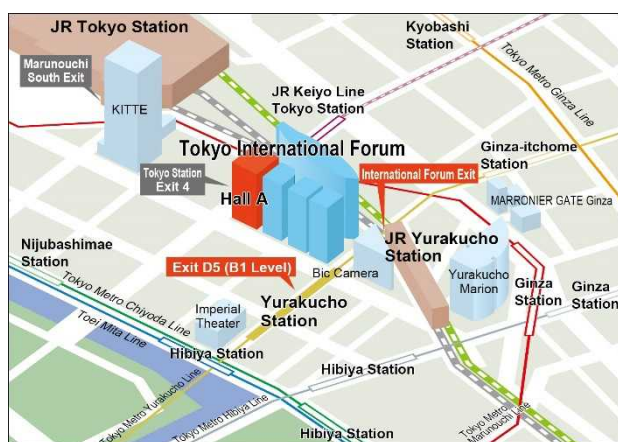 JR Tokyo Station
Marunouchi
South Exit
KITTE
Kyobashi
Station
Tokyo Metro Ginza Line
JR Keiyo Line
Tokyo Station
Tokyo International Forum
Ginza-itchome
Station
Tokyo Station
Exit 4
Hall A
International Forum Exit
MARRONIER GATE Ginza
Nijubashimae
Station
Exit D5 (B1 Level)
Bic Camera
JR Yurakucho
Station
Yurakucho
Marion
Ginza
Station
Ginza
Station
Tokyo Metro Chiyoda Line
Toei Mita Line
Imperial
Theater
Yurakucho
Station
Hibiya Station
Hibiya Station
Tokyo Metro Yurakucho Line
Tokyo Metro Hibiya Line
Hibiya Station
Tokyo Metro
Marunouchi Line